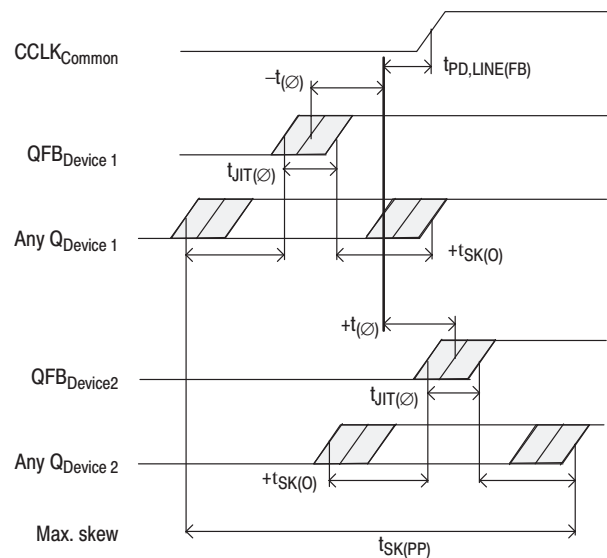 CCLKCommon
tPD,LINE(FB)
–t(∅)
QFBDevice 1
tJIT(∅)
Any QDevice 1
+tSK(O)
+t(∅)
QFBDevice2
tJIT(∅)
Any QDevice 2
+tSK(O)
Max. skew
tSK(PP)